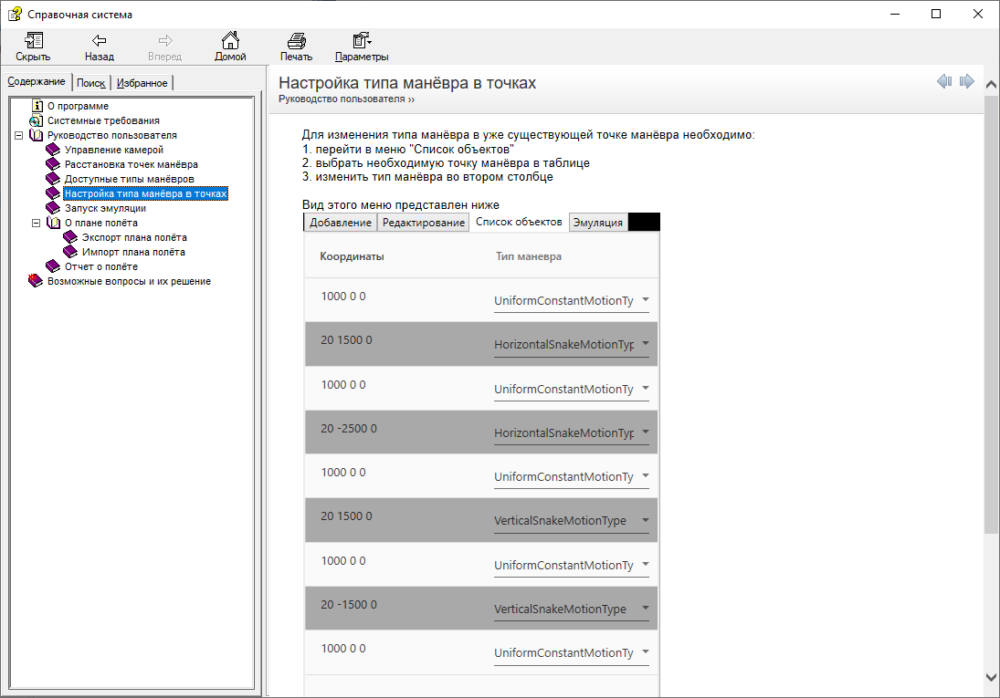 Справочная система
Скрыть
Назад
Вперед
Домой
Печать
Параметры
Содержание
Поиск
Избранное
О программе
Системные требования
Руководство пользователя
Управление камерой
Расстановка точек манёвра
Доступные типы манёвров
Настройка типа манёвра в точках
Запуск эмуляции
О плане полёта
Экспорт плана полёта
Импорт плана полёта
Отчет о полёте
Возможные вопросы и их решение
Настройка типа манёвра в точках
Руководство пользователя ››
Для изменения типа манёвра в уже существующей точке манёвра необходимо:
1. перейти в меню "Список объектов"
2. выбрать необходимую точку манёвра в таблице
3. изменить тип манёвра во втором столбце
Вид этого меню представлен ниже
Добавление Редактирование Список объектов Эмуляция
Координаты Тип маневра
1000 0 0 UniformConstantMotionTy
20 1500 0 HorizontalSnakeMotionTyp
1000 0 0 UniformConstantMotionTy
20 -2500 0 HorizontalSnakeMotionTyp
1000 0 0 UniformConstantMotionTy
20 1500 0 VerticalSnakeMotionType
1000 0 0 UniformConstantMotionTy
20 -1500 0 VerticalSnakeMotionType
1000 0 0 UniformConstantMotionTy